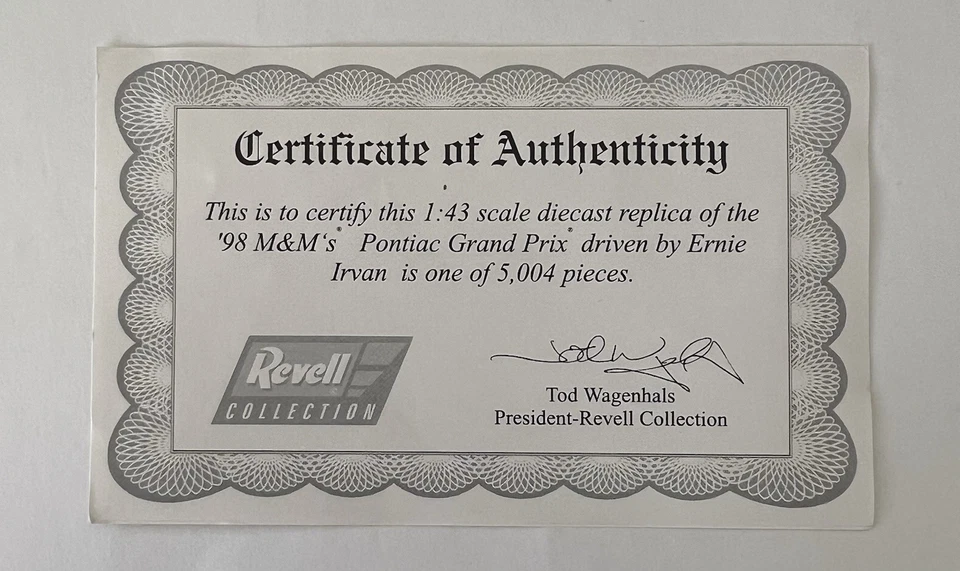 Certificate of Authenticity
This is to certify this 1:43 scale diecast replica of the
'98 M&M‘s® Pontiac Grand Prix® driven by Ernie
Irvan is one of 5,004 pieces.
Revell
COLLECTION
Tod Wagenhals
President-Revell Collection